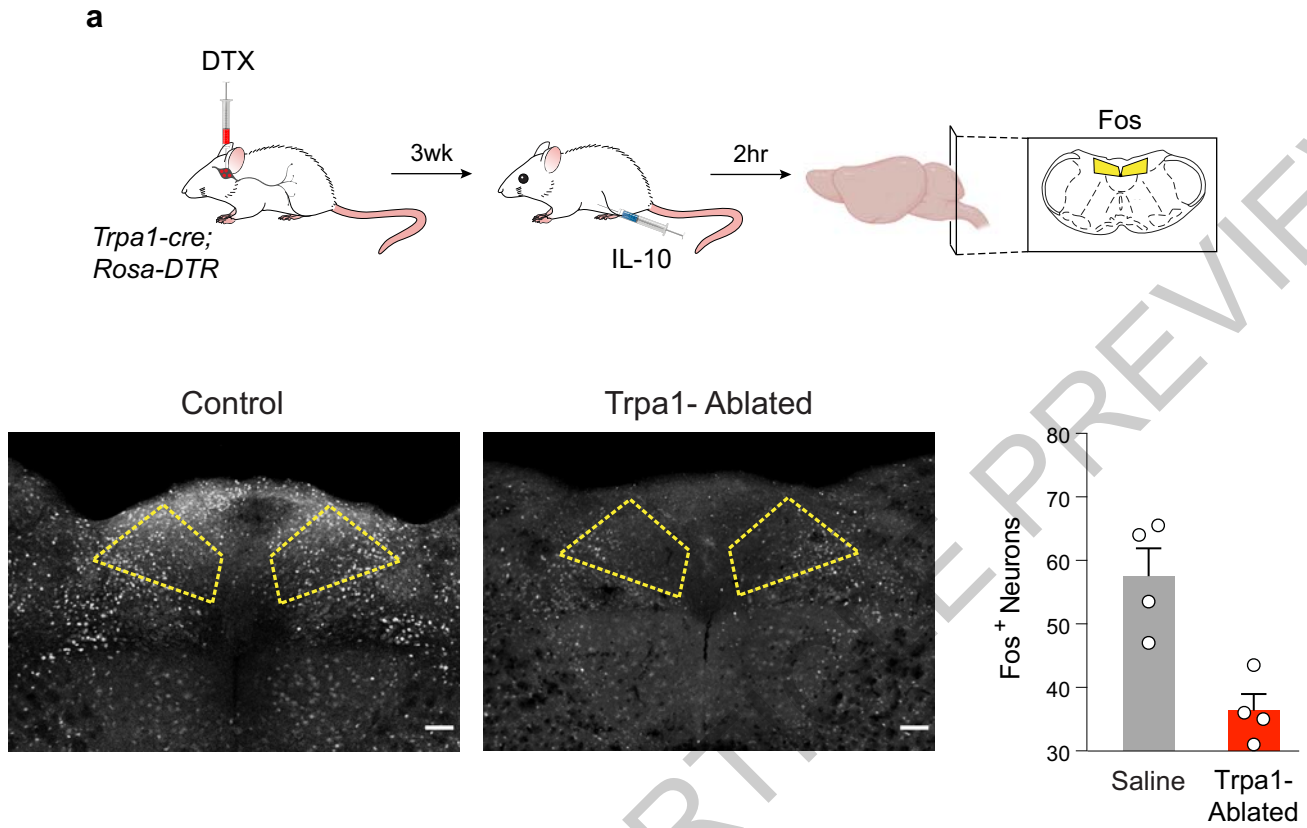 a
DTX
3wk
2hr
Fos
Trpa1-cre;
Rosa-DTR
IL-10
Control
Trpa1- Ablated
80
70
60
50
40
30
Fos + Neurons
Saline
Trpa1-
Ablated
RTICLE PREVIEW